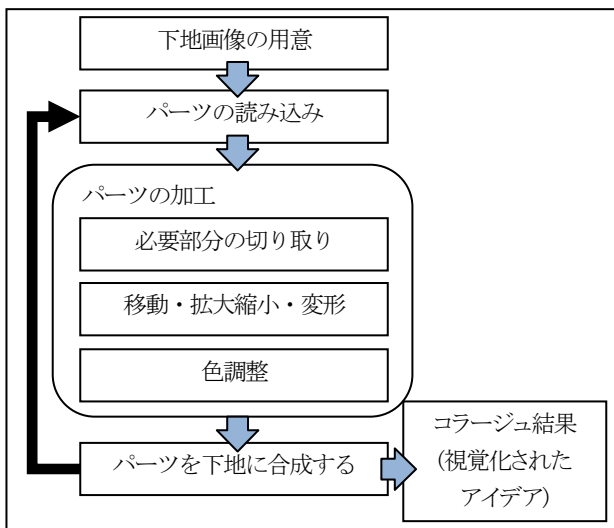 下地画像の用意
パーツの読み込み
パーツの加工
必要部分の切り取り
移動・拡大縮小・変形
色調整
パーツを下地に合成する
コラージュ結果
(視覚化された
アイデア)